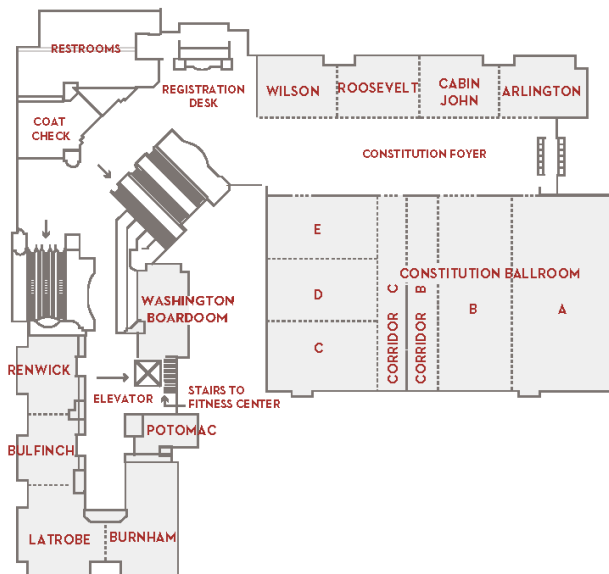 RESTROOMS
REGISTRATION
DESK
WILSON
ROOSEVELT
CABIN
JOHN
ARLINGTON
COAT
CHECK
CONSTITUTION FOYER
E
CONSTITUTION BALLROOM
D
C
CORRIDOR C
CORRIDOR B
B
A
WASHINGTON
BOARDOOM
RENWICK
ELEVATOR
STAIRS TO
FITNESS CENTER
POTOMAC
BULFINCH
LATROBE
BURNHAM